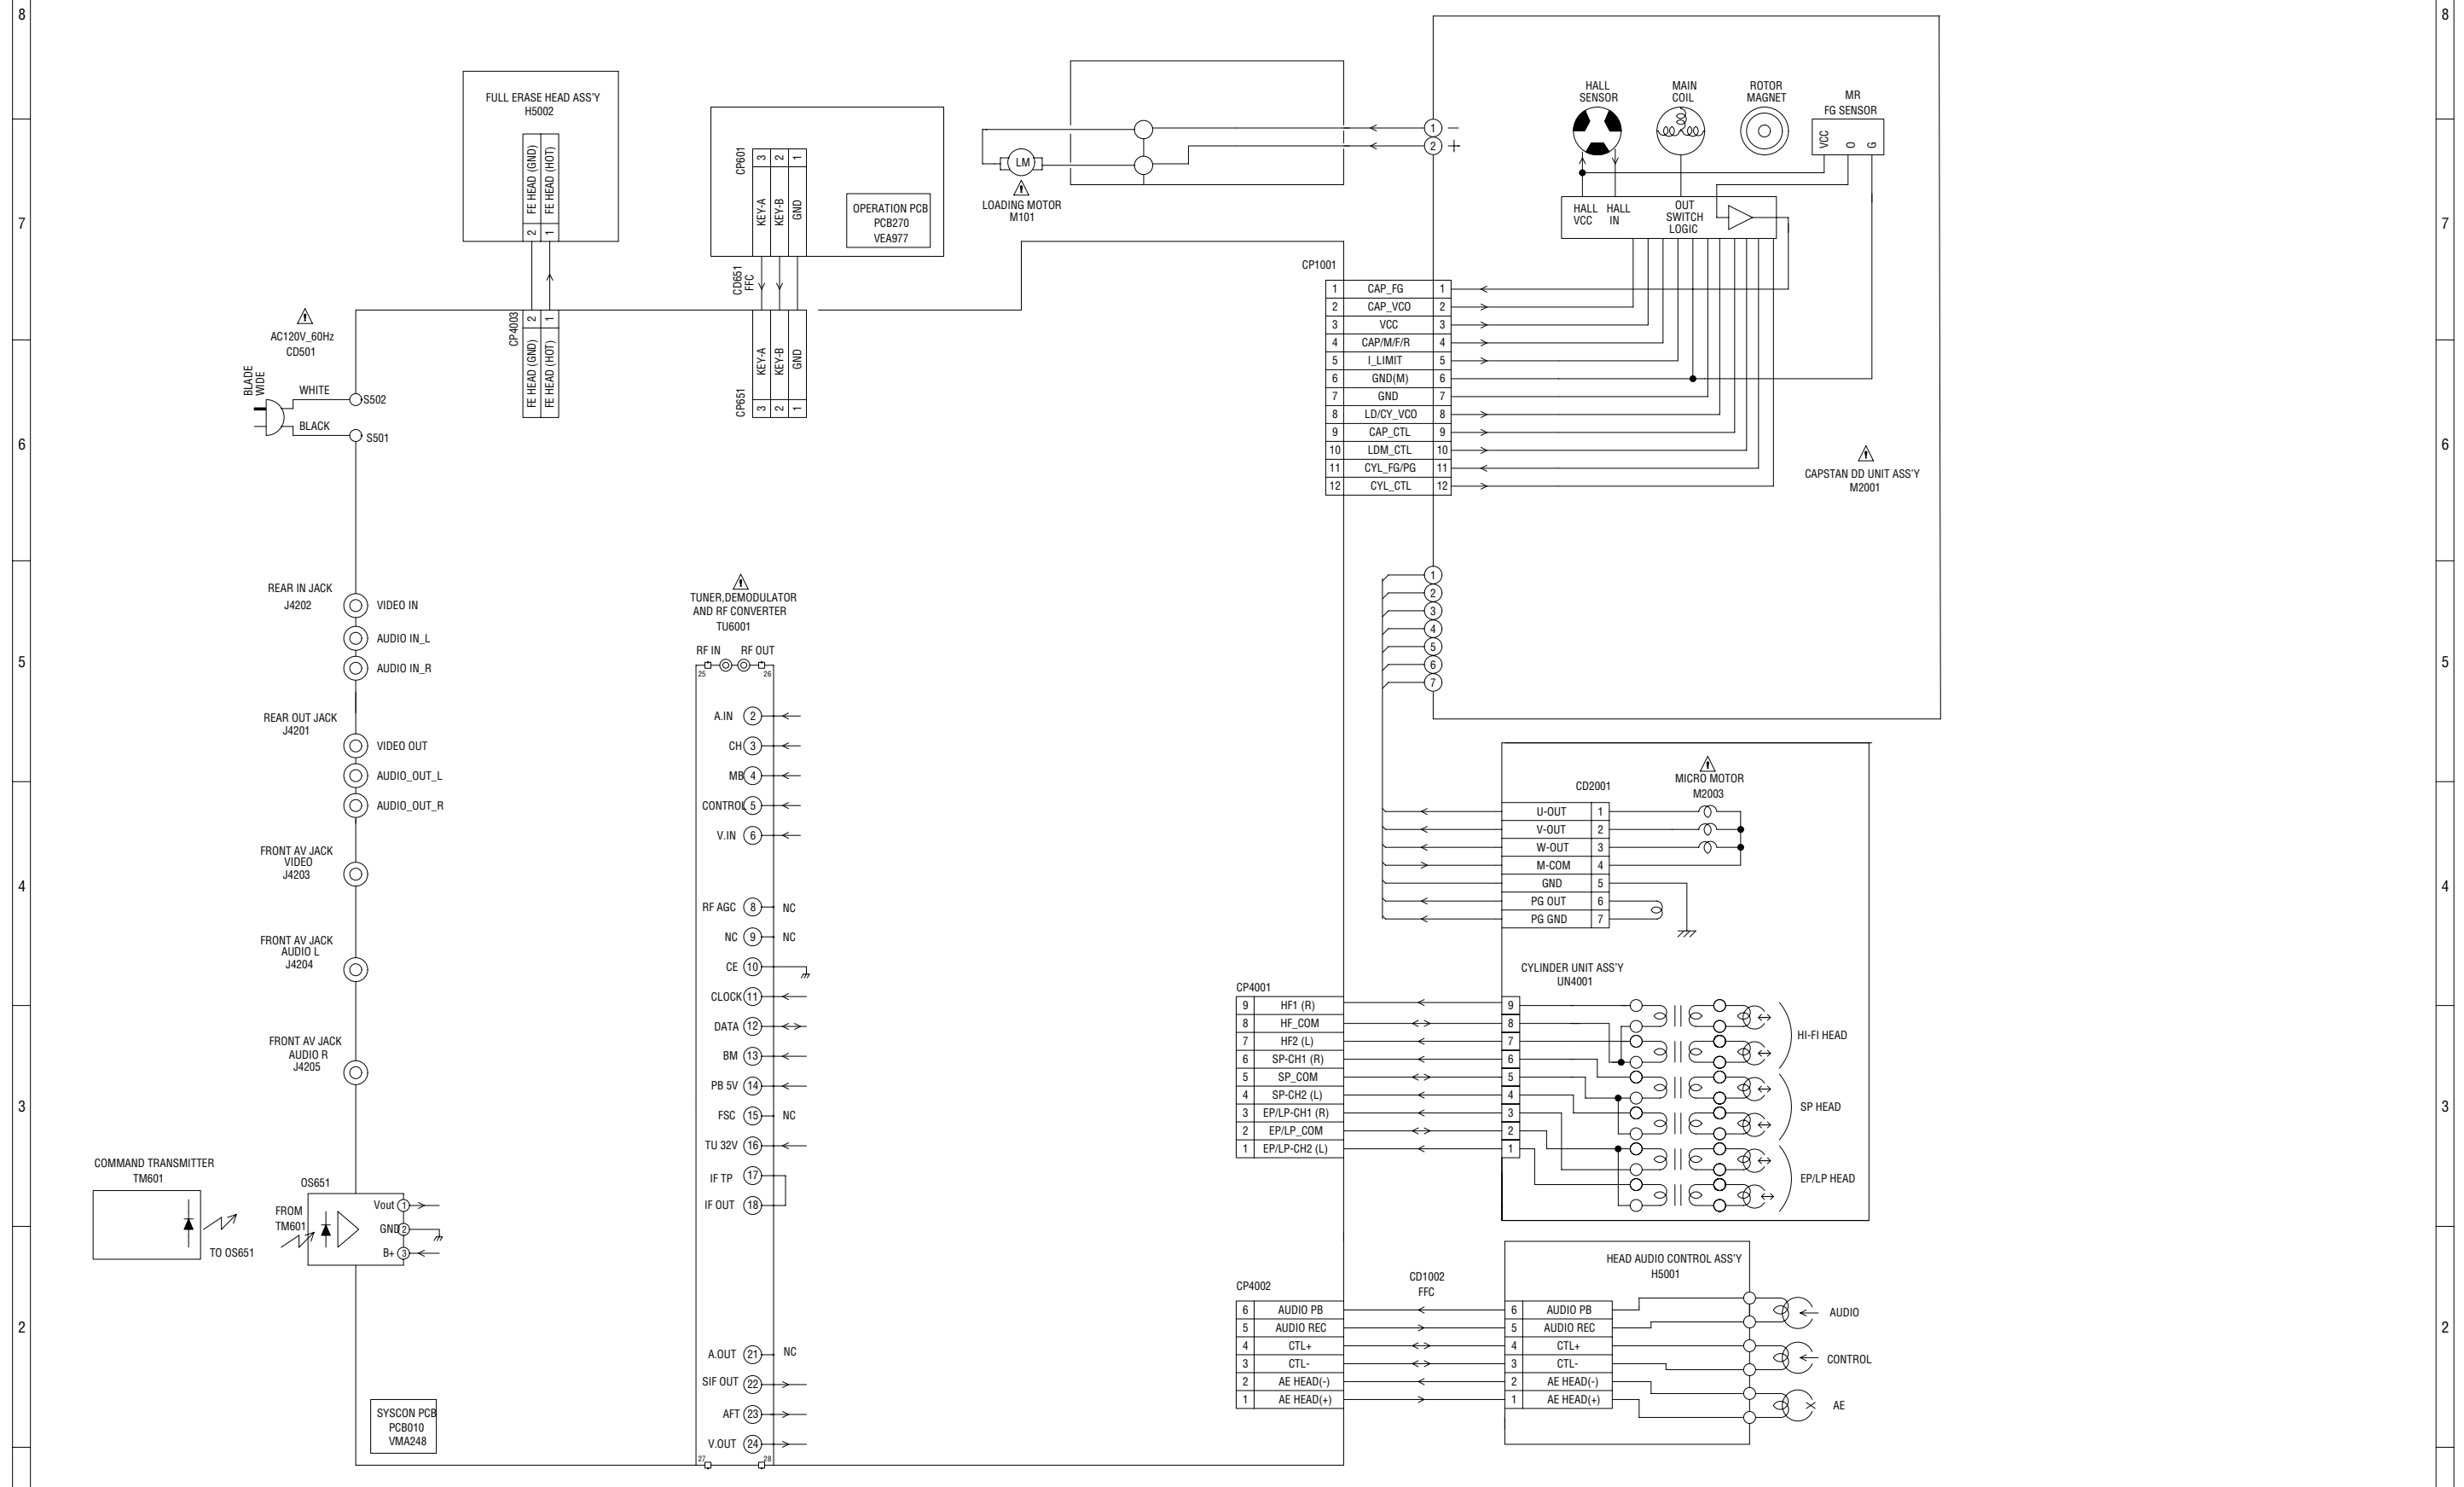 8
8
FULL ERASE HEAD ASS'Y
H5002
FE HEAD (GND)
FE HEAD (HOT)
2
1
CP601
3
2
1
KEY-A
KEY-B
GND
OPERATION PCB
PCB270
VEA977
CD651
FFC
LM
LOADING MOTOR
M101
1
−
2
+
HALL
SENSOR
MAIN
COIL
ROTOR
MAGNET
MR
FG SENSOR
VCC
O
G
HALL
VCC
HALL
IN
OUT
SWITCH
LOGIC
7
7
CP1001
1 CAP_FG 1
2 CAP_VCO 2
3 VCC 3
4 CAP/M/F/R 4
5 I_LIMIT 5
6 GND(M) 6
7 GND 7
8 LD/CY_VCO 8
9 CAP_CTL 9
10 LDM_CTL 10
11 CYL_FG/PG 11
12 CYL_CTL 12
CAPSTAN DD UNIT ASS'Y
M2001
AC120V_60Hz
CD501
BLADE
WIDE
WHITE
S502
BLACK
S501
CP4003
2
1
FE HEAD (GND)
FE HEAD (HOT)
CP651
KEY-A
KEY-B
GND
3
2
1
6
6
REAR IN JACK
J4202
VIDEO IN
AUDIO IN_L
AUDIO IN_R
5
5
REAR OUT JACK
J4201
VIDEO OUT
AUDIO_OUT_L
AUDIO_OUT_R
FRONT AV JACK
VIDEO
J4203
4
4
FRONT AV JACK
AUDIO L
J4204
FRONT AV JACK
AUDIO R
J4205
3
3
TUNER,DEMODULATOR
AND RF CONVERTER
TU6001
RF IN
RF OUT
25
26
A.IN 2
CH 3
MB 4
CONTROL 5
V.IN 6
RF AGC 8 NC
NC 9 NC
CE 10
CLOCK 11
DATA 12
BM 13
PB 5V 14
FSC 15 NC
TU 32V 16
IF TP 17
IF OUT 18
A.OUT 21 NC
SIF OUT 22
AFT 23
V.OUT 24
27
28
1
2
3
4
5
6
7
MICRO MOTOR
M2003
CD2001
U-OUT 1
V-OUT 2
W-OUT 3
M-COM 4
GND 5
PG OUT 6
PG GND 7
CYLINDER UNIT ASS'Y
UN4001
CP4001
9 HF1 (R) 9
8 HF_COM 8
7 HF2 (L) 7
6 SP-CH1 (R) 6
5 SP_COM 5
4 SP-CH2 (L) 4
3 EP/LP-CH1 (R) 3
2 EP/LP_COM 2
1 EP/LP-CH2 (L) 1
HI-FI HEAD
SP HEAD
EP/LP HEAD
COMMAND TRANSMITTER
TM601
TO OS651
OS651
FROM
TM601
Vout 1
GND 2
B+ 3
SYSCON PCB
PCB010
VMA248
HEAD AUDIO CONTROL ASS'Y
H5001
CP4002
CD1002
FFC
6 AUDIO PB 6 AUDIO PB
5 AUDIO REC 5 AUDIO REC
4 CTL+ 4 CTL+
3 CTL- 3 CTL-
2 AE HEAD(-) 2 AE HEAD(-)
1 AE HEAD(+) 1 AE HEAD(+)
AUDIO
CONTROL
AE
2
2